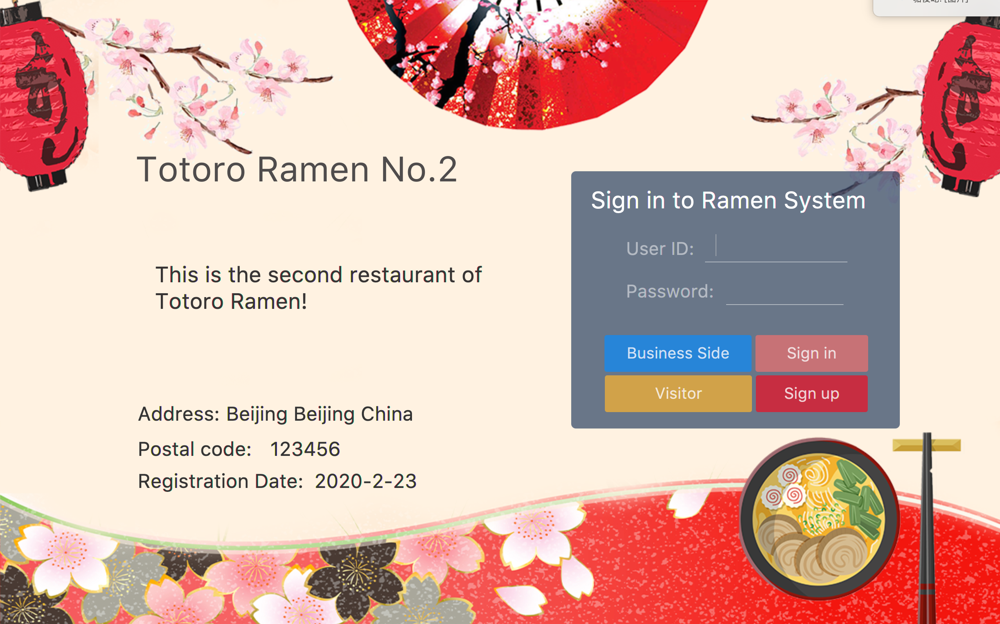 Totoro Ramen No.2
This is the second restaurant of
Totoro Ramen!
Address: Beijing Beijing China
Postal code: 123456
Registration Date: 2020-2-23
Sign in to Ramen System
User ID:
Password:
Business Side
Sign in
Visitor
Sign up